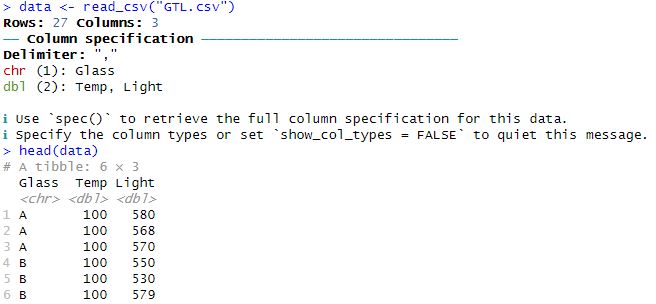 > data <- read_csv("GTL.csv")
Rows: 27 Columns: 3
── Column specification ────────────────────────────────
Delimiter: ","
chr (1): Glass
dbl (2): Temp, Light

ℹ Use `spec()` to retrieve the full column specification for this data.
ℹ Specify the column types or set `show_col_types = FALSE` to quiet this message.
> head(data)
# A tibble: 6 × 3
  Glass  Temp Light
  <chr> <dbl> <dbl>
1 A       100   580
2 A       100   568
3 A       100   570
4 B       100   550
5 B       100   530
6 B       100   579